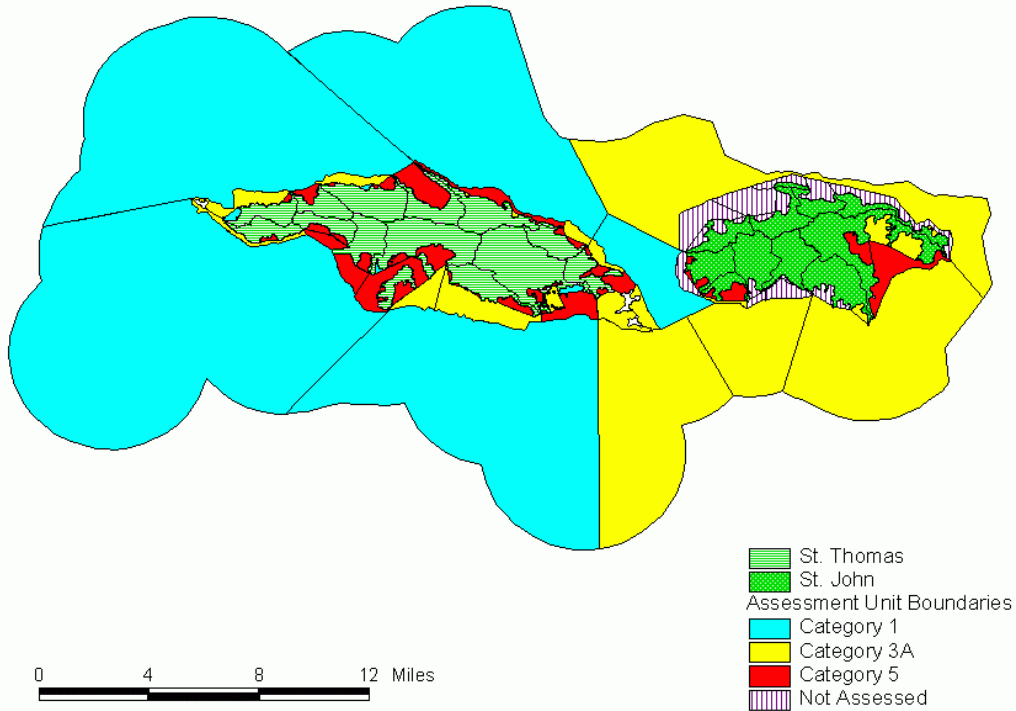 St. Thomas
St. John
Assessment Unit Boundaries
Category 1
Category 3A
Category 5
Not Assessed
0 4 8 12 Miles